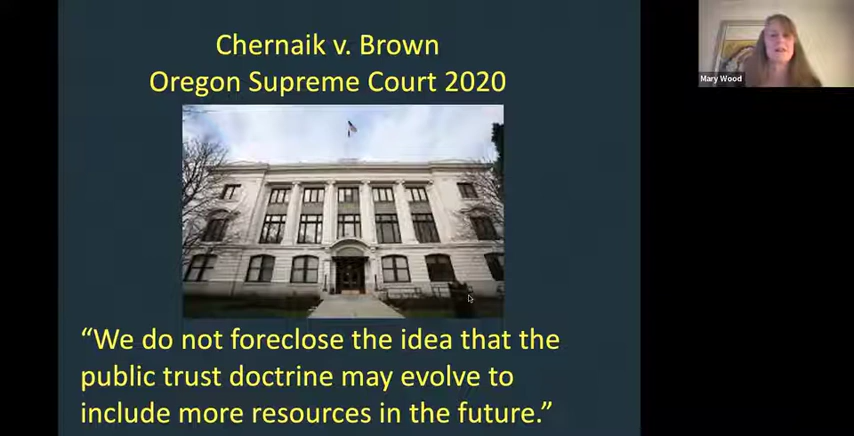 Chernaik v. Brown
Oregon Supreme Court 2020
Mary Wood
“We do not foreclose the idea that the
public trust doctrine may evolve to
include more resources in the future.”